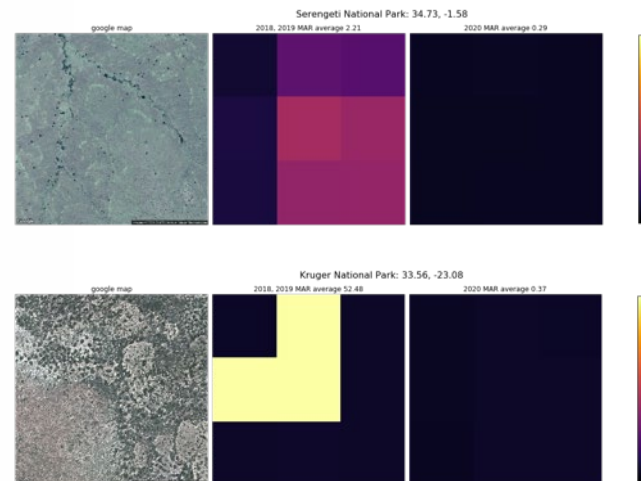 Serengeti National Park: 34.73, -1.58
google map
2018, 2019 MAR average 2.21
2020 MAR average 0.29
Kruger National Park: 33.56, -23.08
google map
2018, 2019 MAR average 52.48
2020 MAR average 0.37